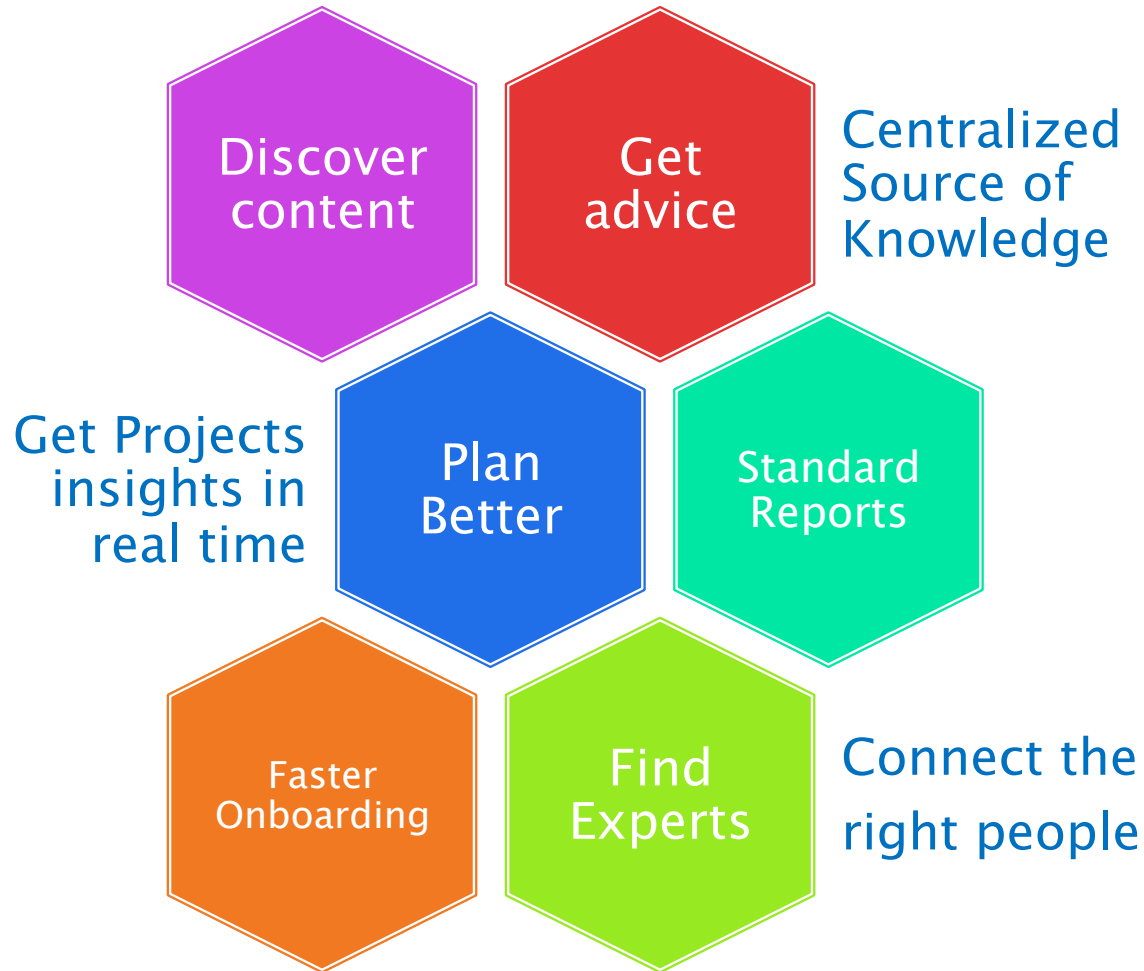 Discover
content
Get
advice
Centralized
Source of
Knowledge
Get Projects
insights in
real time
Plan
Better
Standard
Reports
Faster
Onboarding
Find
Experts
Connect the
right people